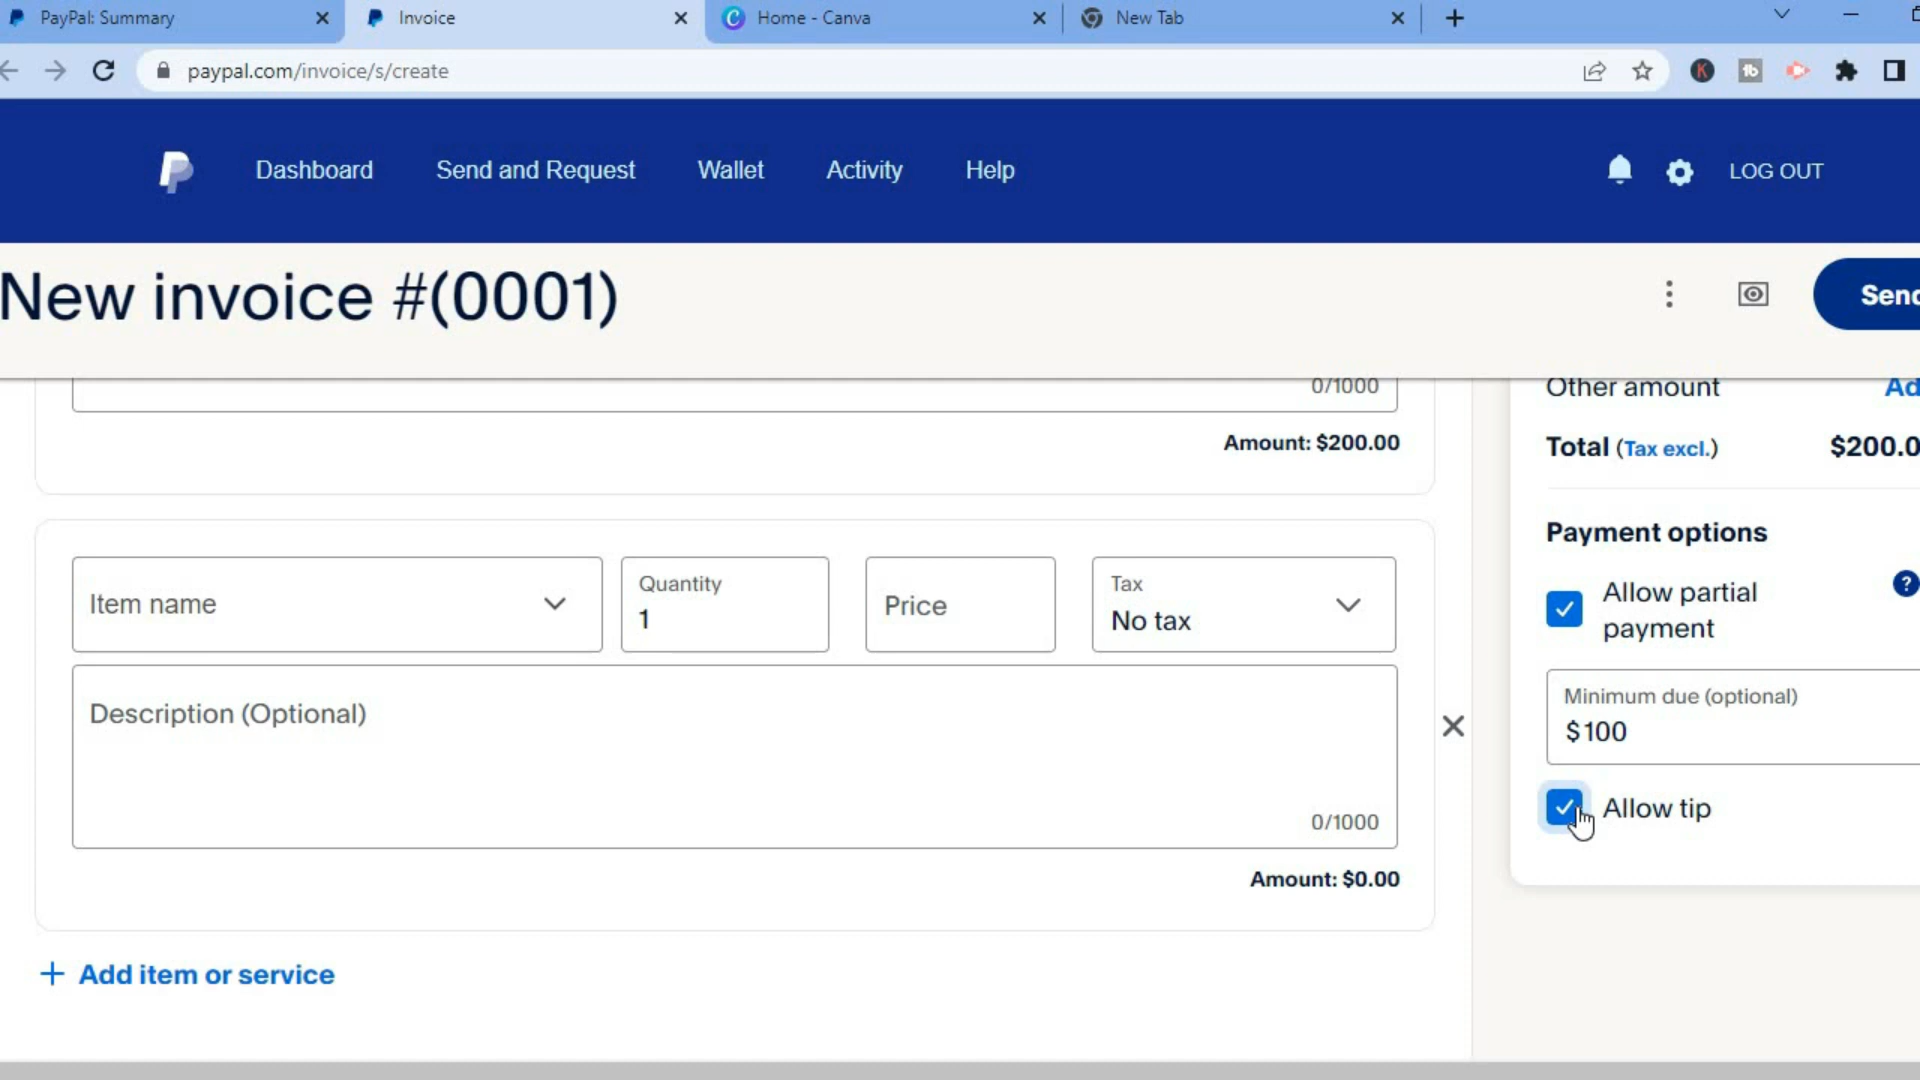 PayPal: Summary
Invoice
Home - Canva
New Tab
paypal.com/invoice/s/create
Dashboard
Send and Request
Wallet
Activity
Help
LOG OUT
New invoice #(0001)
Send
0/1000
Amount: $200.00
Item name
Quantity
1
Price
Tax
No tax
Description (Optional)
0/1000
Amount: $0.00
+ Add item or service
Other amount
Ad
Total (Tax excl.)
$200.0
Payment options
Allow partial
payment
?
Minimum due (optional)
$100
Allow tip